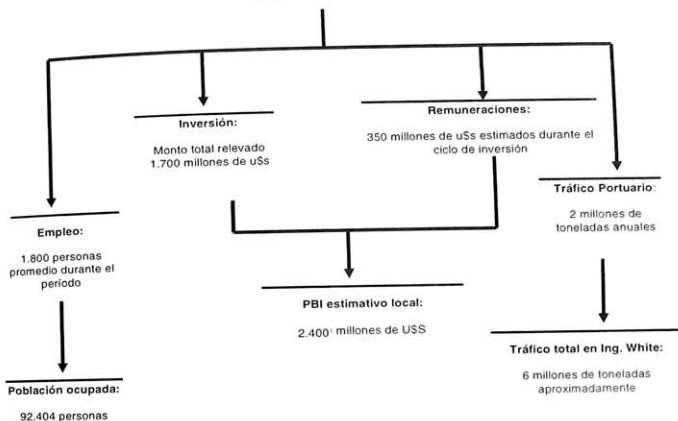 Inversión:
Monto total relevado
1.700 millones de u$s
Remuneraciones:
350 millones de u$s estimados durante el
ciclo de inversión
Tráfico Portuario:
2 millones de
toneladas anuales
Empleo:
1.800 personas
promedio durante el
período
PBI estimativo local:
2.400¹ millones de U$S
Tráfico total en Ing. White:
6 millones de toneladas
aproximadamente
Población ocupada:
92.404 personas